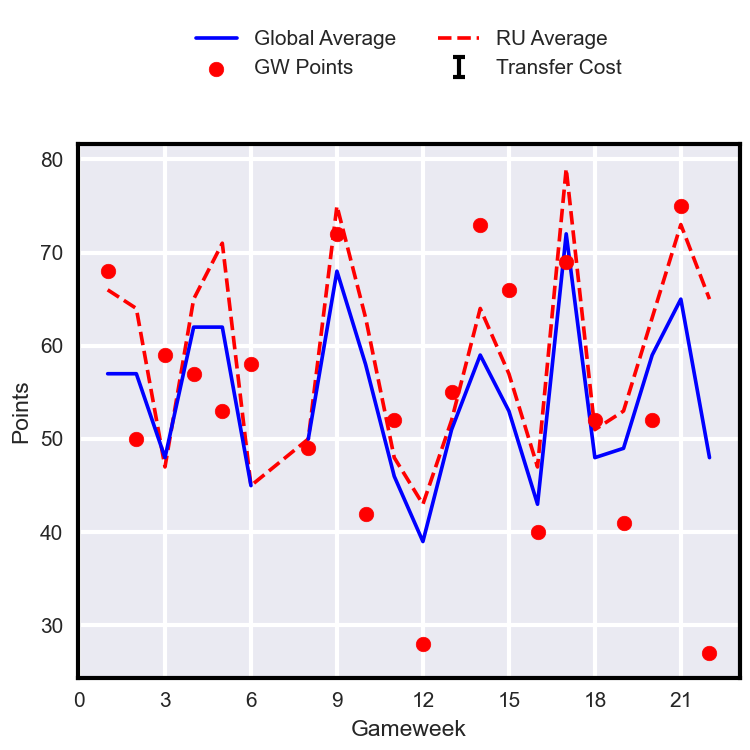 Global Average
RU Average
GW Points
Transfer Cost
80
70
60
50
40
30
Points
0 3 6 9 12 15 18 21
Gameweek